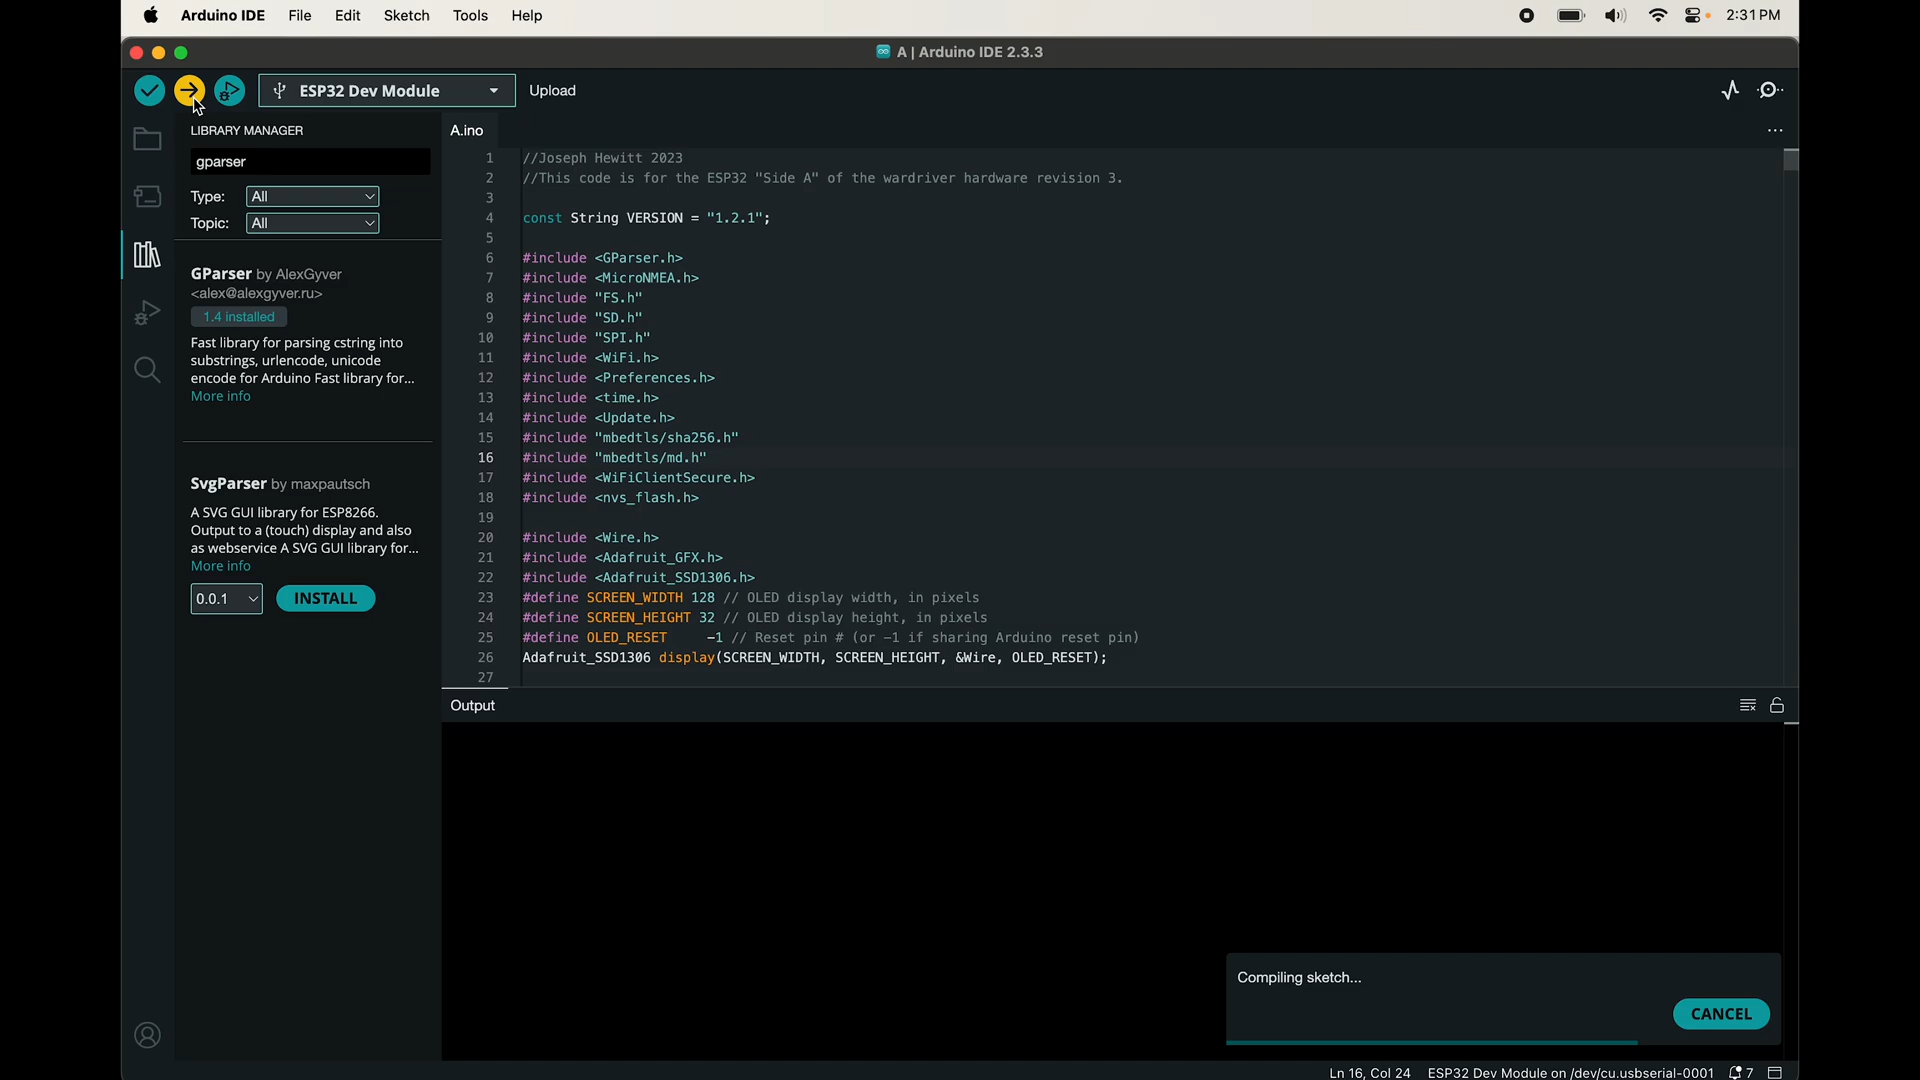 Arduino IDE File Edit Sketch Tools Help 2:31 PM
A | Arduino IDE 2.3.3
ESP32 Dev Module Upload
LIBRARY MANAGER
gparser
Type: All
Topic: All
GParser by AlexGyver
<alex@alexgyver.ru>
1.4 installed
Fast library for parsing cstring into
substrings, urlencode, unicode
encode for Arduino Fast library for...
More info
SvgParser by maxpautsch
A SVG GUI library for ESP8266.
Output to a (touch) display and also
as webservice A SVG GUI library for...
More info
0.0.1 INSTALL
A.ino
1 //Joseph Hewitt 2023
2 //This code is for the ESP32 "Side A" of the wardriver hardware revision 3.
3
4 const String VERSION = "1.2.1";
5
6 #include <GParser.h>
7 #include <MicroNMEA.h>
8 #include "FS.h"
9 #include "SD.h"
10 #include "SPI.h"
11 #include <WiFi.h>
12 #include <Preferences.h>
13 #include <time.h>
14 #include <Update.h>
15 #include "mbedtls/sha256.h"
16 #include "mbedtls/md.h"
17 #include <WiFiClientSecure.h>
18 #include <nvs_flash.h>
19
20 #include <Wire.h>
21 #include <Adafruit_GFX.h>
22 #include <Adafruit_SSD1306.h>
23 #define SCREEN_WIDTH 128 // OLED display width, in pixels
24 #define SCREEN_HEIGHT 32 // OLED display height, in pixels
25 #define OLED_RESET -1 // Reset pin # (or -1 if sharing Arduino reset pin)
26 Adafruit_SSD1306 display(SCREEN_WIDTH, SCREEN_HEIGHT, &Wire, OLED_RESET);
27
Output
Compiling sketch...
CANCEL
Ln 16, Col 24 ESP32 Dev Module on /dev/cu.usbserial-0001 7